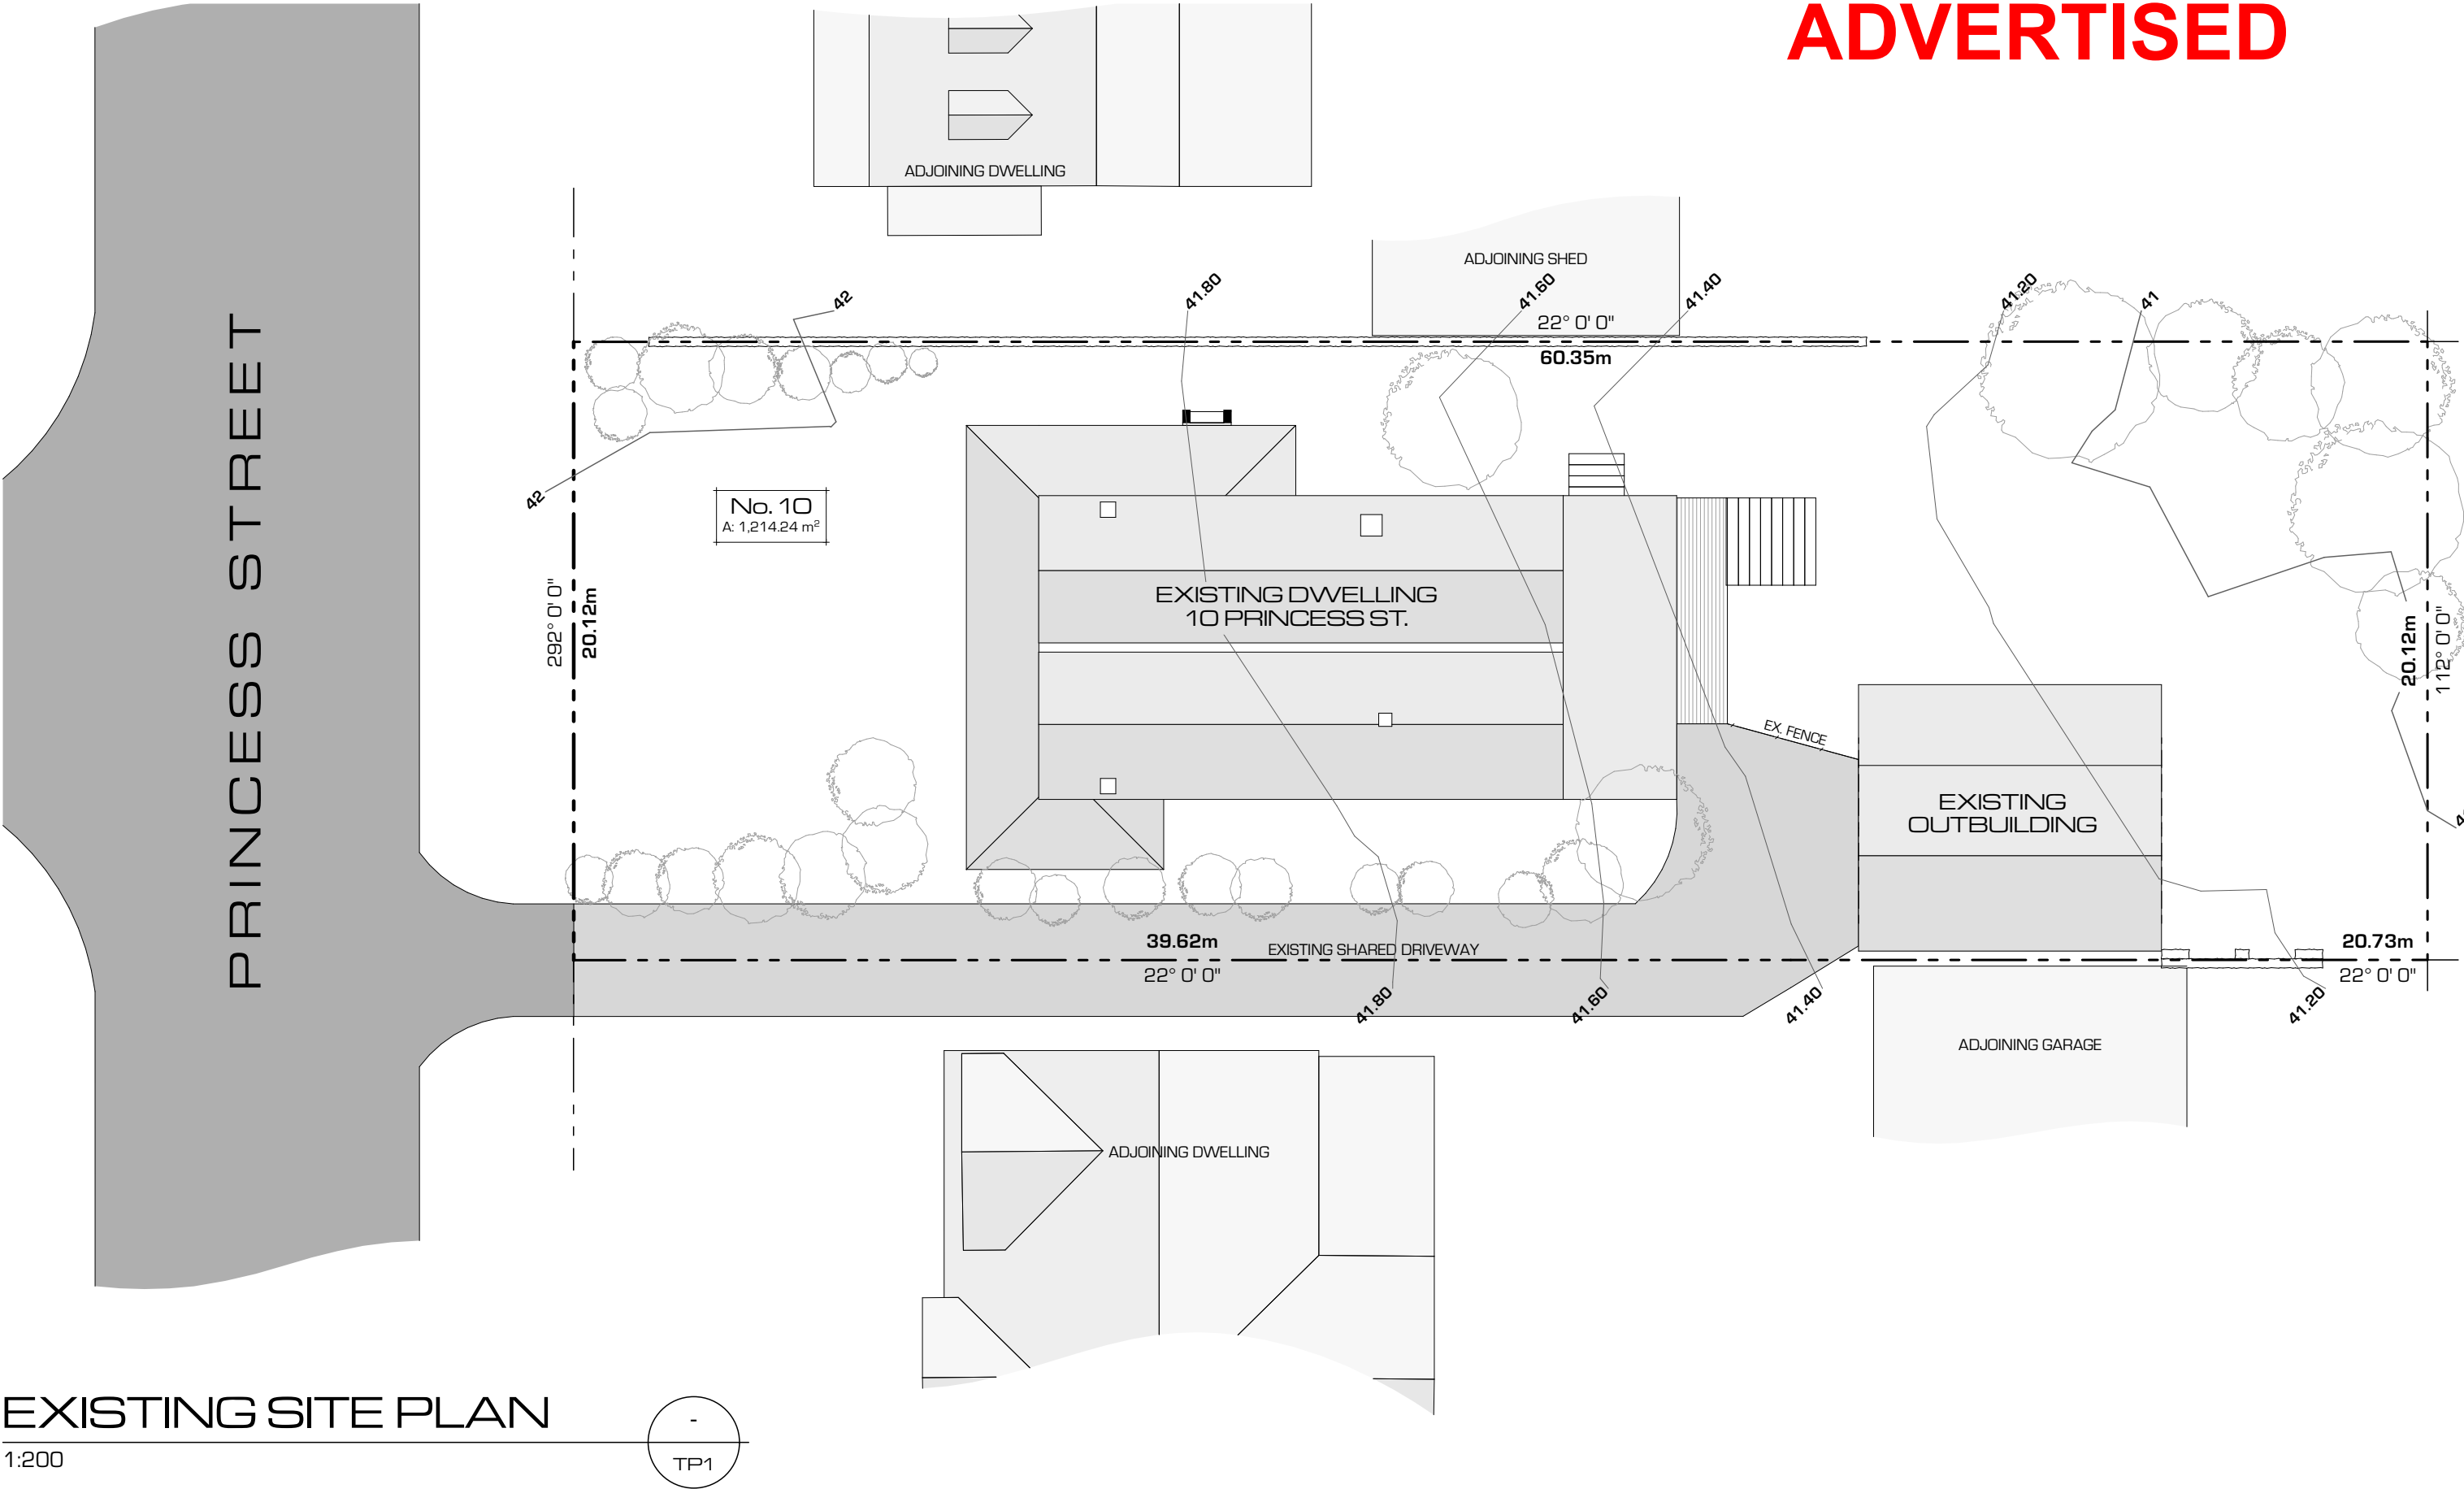 ADVERTISED
ADJOINING DWELLING
ADJOINING SHED
42
41.80
41.60
41.40
41.20
41
22° 0' 0"
60.35m
42
No. 10
A: 1,214.24 m²
PRINCESS STREET
292° 0' 0"
20.12m
EXISTING DWELLING
10 PRINCESS ST.
20.12m
112° 0' 0"
EX. FENCE
EXISTING
OUTBUILDING
39.62m
EXISTING SHARED DRIVEWAY
22° 0' 0"
20.73m
22° 0' 0"
41.80
41.60
41.40
41.20
ADJOINING GARAGE
ADJOINING DWELLING
EXISTING SITE PLAN
1:200
-
TP1